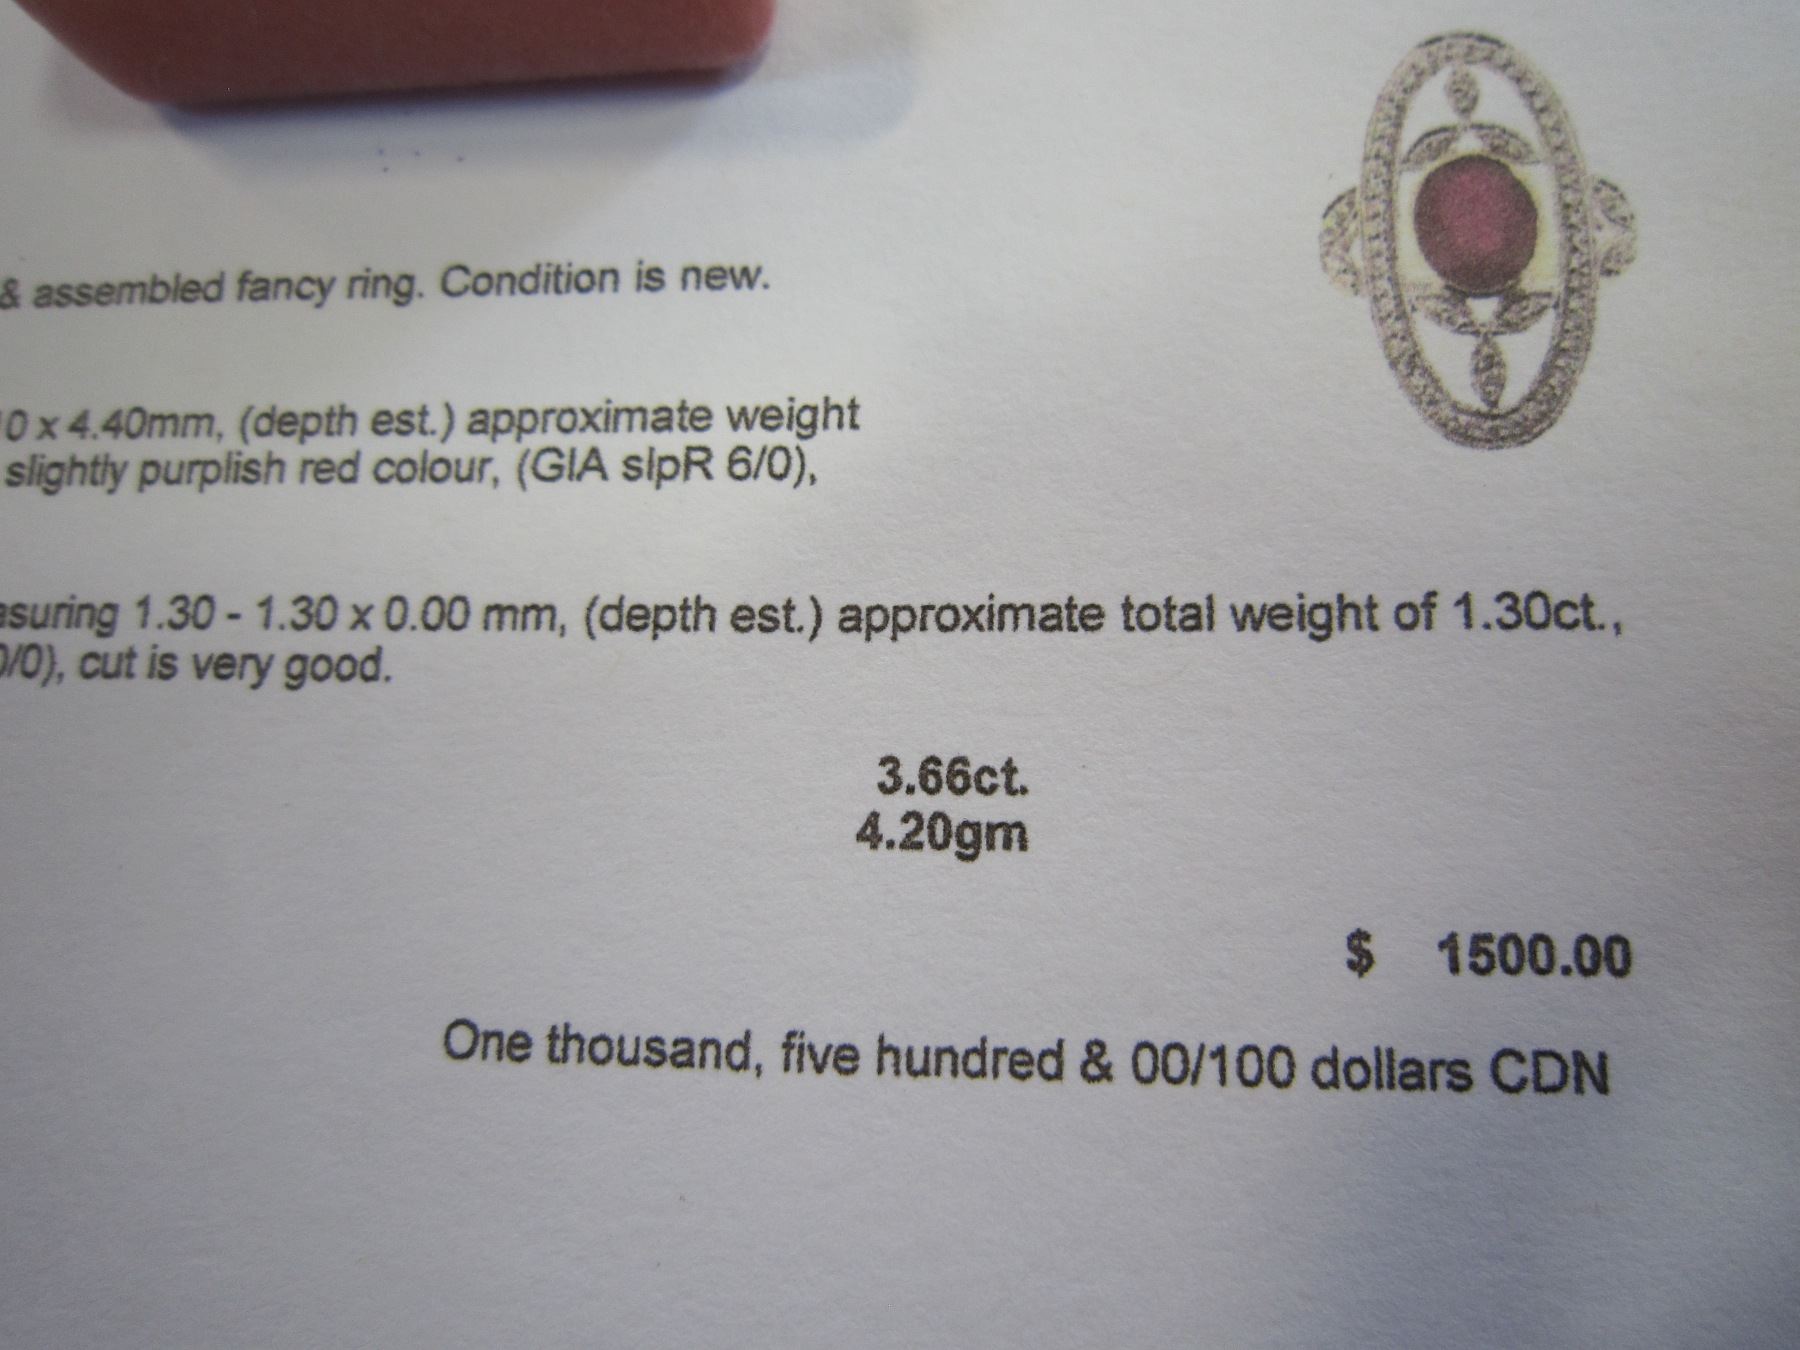 & assembled fancy ring. Condition is new.
0 x 4.40mm, (depth est.) approximate weight
slightly purplish red colour, (GIA slpR 6/0),
asuring 1.30 - 1.30 x 0.00 mm, (depth est.) approximate total weight of 1.30ct.,
0/0), cut is very good.
3.66ct.
4.20gm
$ 1500.00
One thousand, five hundred & 00/100 dollars CDN